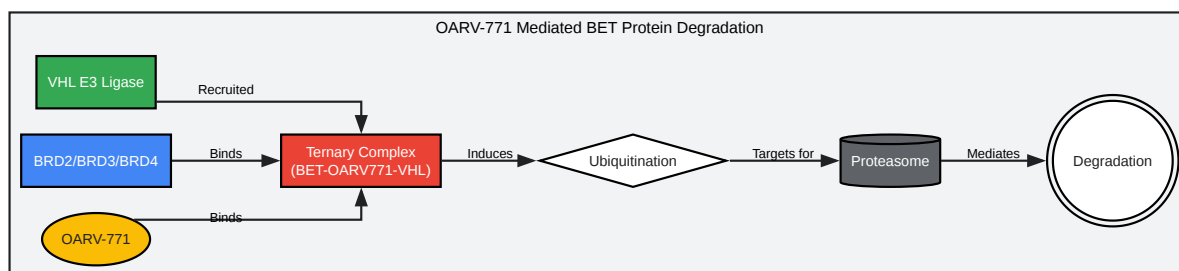 OARV-771 Mediated BET Protein Degradation
VHL E3 Ligase
Recruited
BRD2/BRD3/BRD4
Binds
Ternary Complex
(BET-OARV771-VHL)
Induces
Ubiquitination
Targets for
Proteasome
Mediates
Degradation
OARV-771
Binds